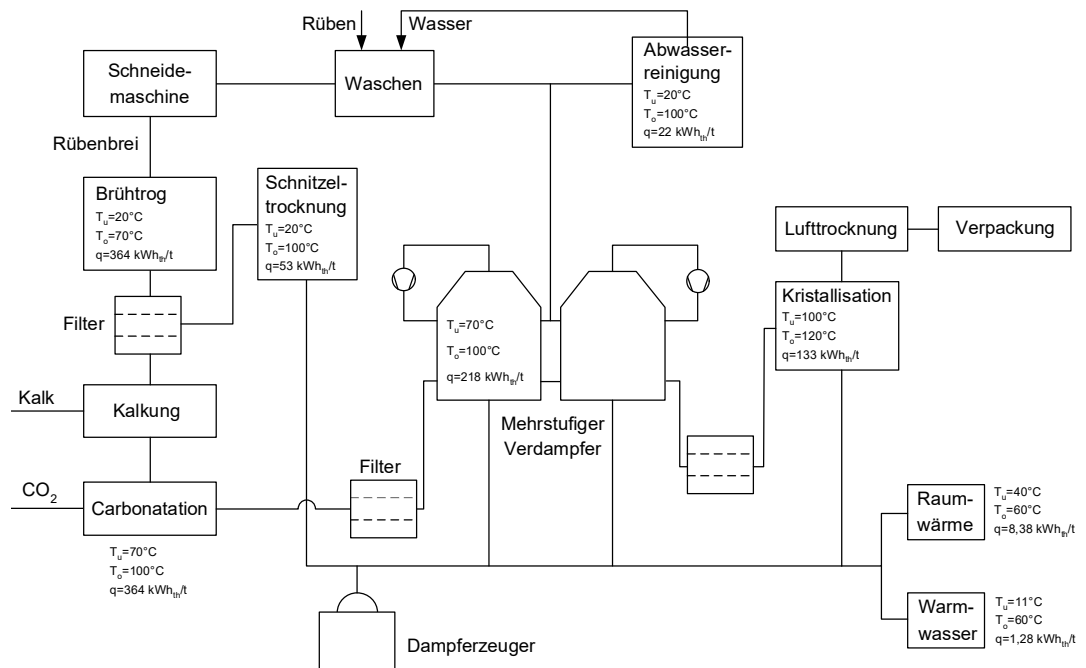 Rüben
Wasser
Schneide-
maschine
Waschen
Abwasser-
reinigung
Tᵤ=20°C
Tₒ=100°C
q=22 kWhₜₕ/t
Rübenbrei
Brühtrog
Tᵤ=20°C
Tₒ=70°C
q=364 kWhₜₕ/t
Schnitzel-
trocknung
Tᵤ=20°C
Tₒ=100°C
q=53 kWhₜₕ/t
Lufttrocknung
Verpackung
Filter
Tᵤ=70°C
Tₒ=100°C
q=218 kWhₜₕ/t
Kristallisation
Tᵤ=100°C
Tₒ=120°C
q=133 kWhₜₕ/t
Kalk
Kalkung
Mehrstufiger
Verdampfer
Filter
CO₂
Carbonatation
Tᵤ=70°C
Tₒ=100°C
q=364 kWhₜₕ/t
Raum-
wärme
Tᵤ=40°C
Tₒ=60°C
q=8,38 kWhₜₕ/t
Warm-
wasser
Tᵤ=11°C
Tₒ=60°C
q=1,28 kWhₜₕ/t
Dampferzeuger